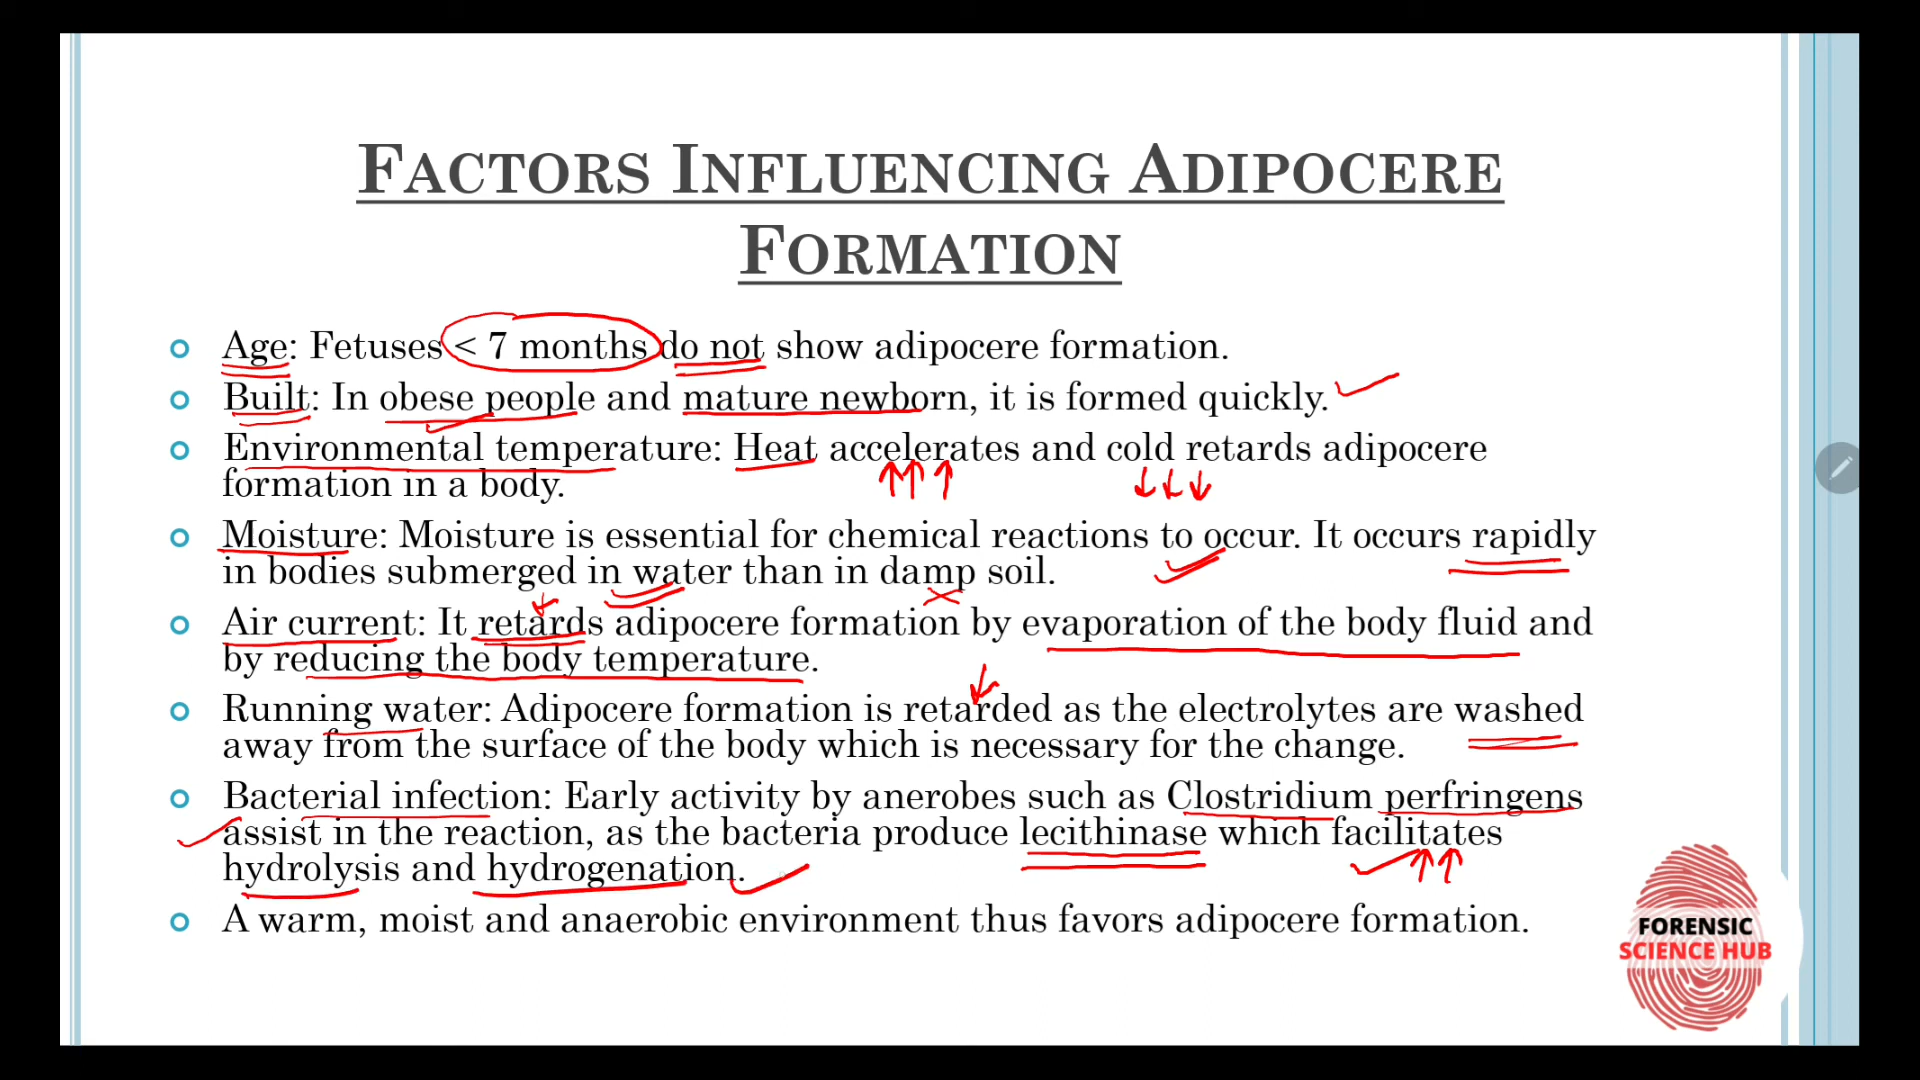 FACTORS INFLUENCING ADIPOCERE
FORMATION
Age: Fetuses < 7 months do not show adipocere formation.
Built: In obese people and mature newborn, it is formed quickly.
Environmental temperature: Heat accelerates and cold retards adipocere
formation in a body.
Moisture: Moisture is essential for chemical reactions to occur. It occurs rapidly
in bodies submerged in water than in damp soil.
Air current: It retards adipocere formation by evaporation of the body fluid and
by reducing the body temperature.
Running water: Adipocere formation is retarded as the electrolytes are washed
away from the surface of the body which is necessary for the change.
Bacterial infection: Early activity by anerobes such as Clostridium perfringens
assist in the reaction, as the bacteria produce lecithinase which facilitates
hydrolysis and hydrogenation.
A warm, moist and anaerobic environment thus favors adipocere formation.
FORENSIC
SCIENCE HUB